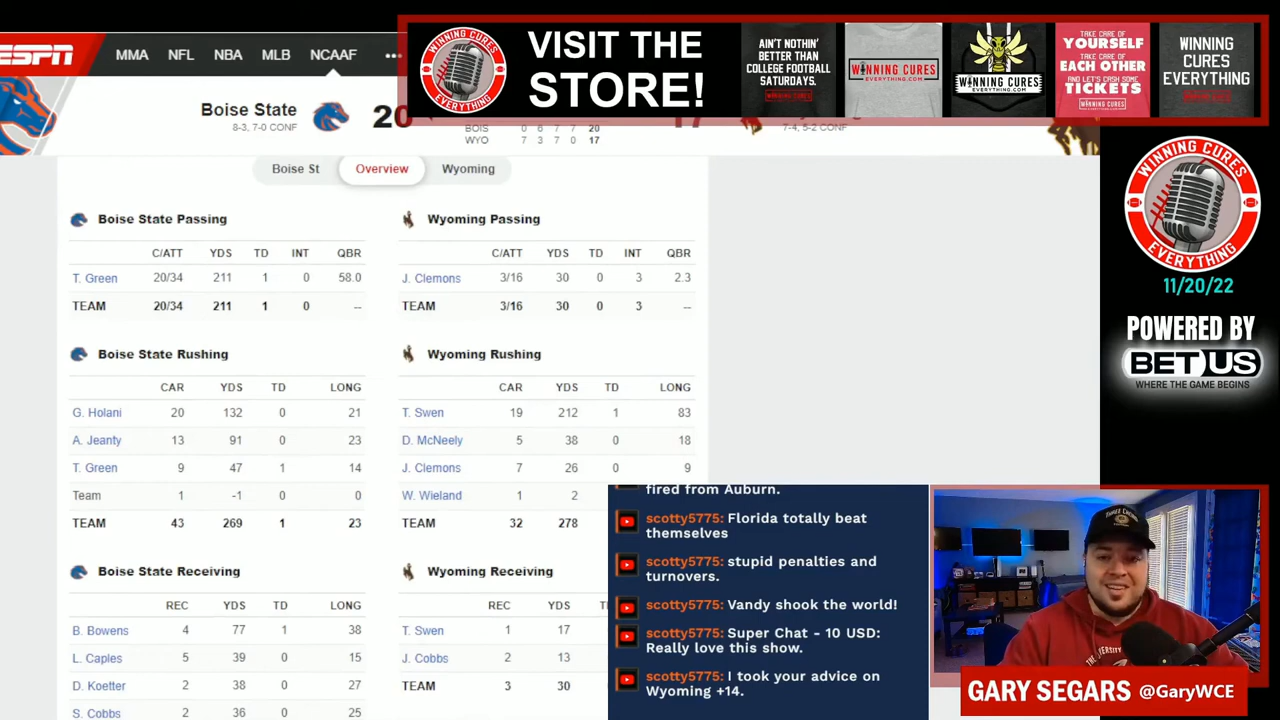 ESPN
MMA NFL NBA MLB NCAAF
WINNING CURES EVERYTHING
VISIT THE
STORE!
AIN'T NOTHIN'
BETTER THAN
COLLEGE FOOTBALL
SATURDAYS.
WINNING CURES
EVERYTHING.COM
WINNING CURES
EVERYTHING.COM
TAKE CARE OF
YOURSELF
TAKE CARE OF
EACH OTHER
AND LET'S CASH SOME
TICKETS
WINNING CURES
WINNING
CURES
EVERYTHING
Boise State
8-3, 7-0 CONF
20
BOIS 0 6 7 7 20
WYO 7 3 7 0 17
17
7-4, 5-2 CONF
Boise St Overview Wyoming
Boise State Passing
C/ATT YDS TD INT QBR
T. Green 20/34 211 1 0 58.0
TEAM 20/34 211 1 0 --
Wyoming Passing
C/ATT YDS TD INT QBR
J. Clemons 3/16 30 0 3 2.3
TEAM 3/16 30 0 3 --
Boise State Rushing
CAR YDS TD LONG
G. Holani 20 132 0 21
A. Jeanty 13 91 0 23
T. Green 9 47 1 14
Team 1 -1 0 0
TEAM 43 269 1 23
Wyoming Rushing
CAR YDS TD LONG
T. Swen 19 212 1 83
D. McNeely 5 38 0 18
J. Clemons 7 26 0 9
W. Wieland 1 2
TEAM 32 278
Boise State Receiving
REC YDS TD LONG
B. Bowens 4 77 1 38
L. Caples 5 39 0 15
D. Koetter 2 38 0 27
S. Cobbs 2 36 0 25
Wyoming Receiving
REC YDS
T. Swen 1 17
J. Cobbs 2 13
TEAM 3 30
fired from Auburn.
scotty5775: Florida totally beat
themselves
scotty5775: stupid penalties and
turnovers.
scotty5775: Vandy shook the world!
scotty5775: Super Chat - 10 USD:
Really love this show.
scotty5775: I took your advice on
Wyoming +14.
WINNING CURES
EVERYTHING
11/20/22
POWERED BY
BETUS
WHERE THE GAME BEGINS
GARY SEGARS @GaryWCE